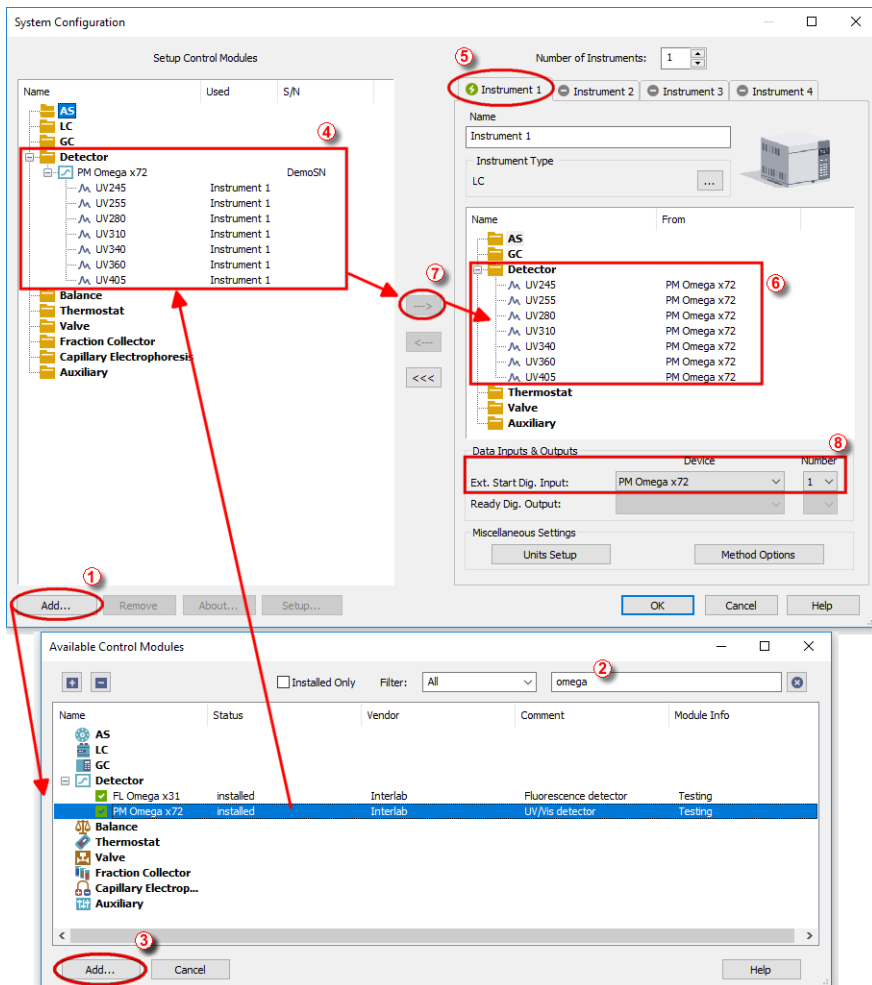 System Configuration
Setup Control Modules
Name Used S/N
AS
LC
GC
④
Detector
PM Omega x72 DemoSN
UV245 Instrument 1
UV255 Instrument 1
UV280 Instrument 1
UV310 Instrument 1
UV340 Instrument 1
UV360 Instrument 1
UV405 Instrument 1
Balance
Thermostat
Valve
Fraction Collector
Capillary Electrophoresis
Auxiliary
①
Add... Remove About... Setup...
⑦
--->
<---
<<<
⑤ Number of Instruments: 1
Instrument 1 Instrument 2 Instrument 3 Instrument 4
Name
Instrument 1
Instrument Type
LC ...
Name From
AS
GC
Detector
UV245 PM Omega x72 ⑥
UV255 PM Omega x72
UV280 PM Omega x72
UV310 PM Omega x72
UV340 PM Omega x72
UV360 PM Omega x72
UV405 PM Omega x72
Thermostat
Valve
Auxiliary
⑧
Data Inputs & Outputs
Device Number
Ext. Start Dig. Input: PM Omega x72 1
Ready Dig. Output:
Miscellaneous Settings
Units Setup Method Options
OK Cancel Help
Available Control Modules
②
Installed Only Filter: All omega
Name Status Vendor Comment Module Info
AS
LC
GC
Detector
FL Omega x31 installed Interlab Fluorescence detector Testing
PM Omega x72 installed Interlab UV/Vis detector Testing
Balance
Thermostat
Valve
Fraction Collector
Capillary Electrop...
Auxiliary
③
Add... Cancel Help